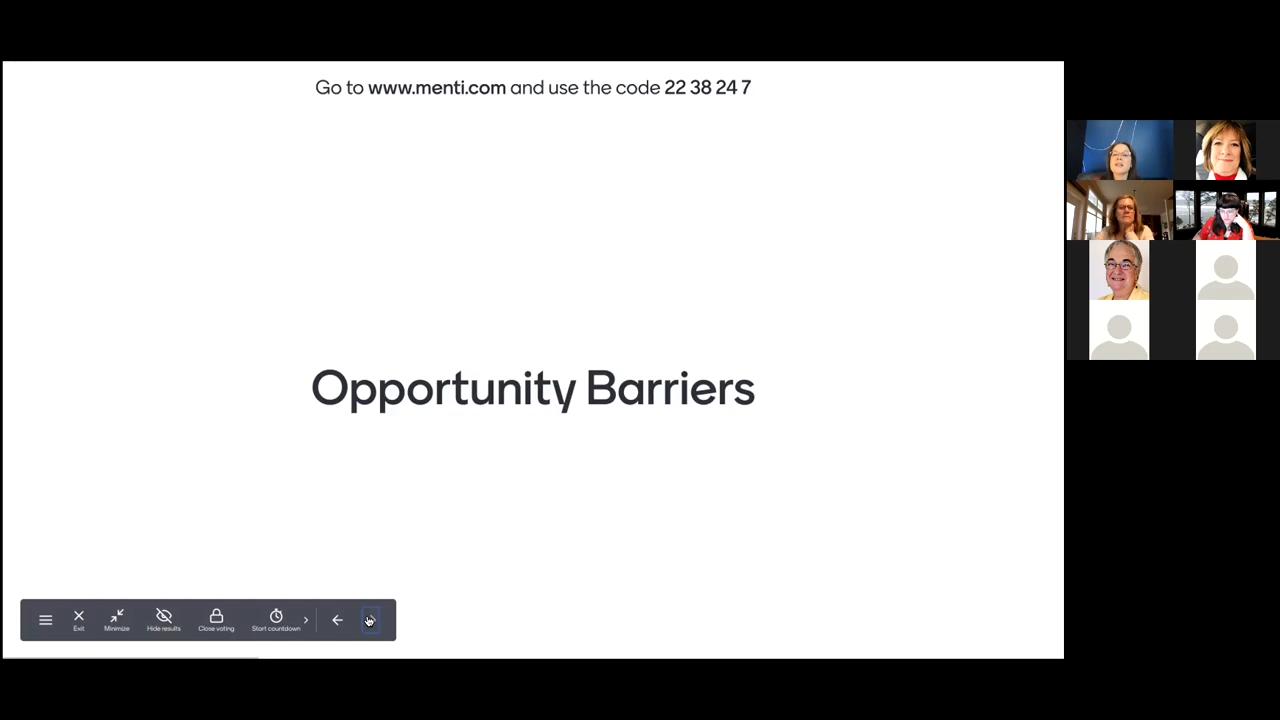 Go to www.menti.com and use the code 22 38 24 7
Opportunity Barriers
Exit
Minimize
Hide results
Close voting
Start countdown